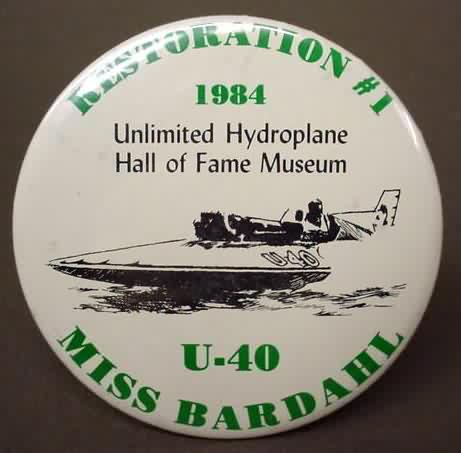 RESTORATION #1
1984
Unlimited Hydroplane
Hall of Fame Museum
U-40
U-40
MISS BARDAHL